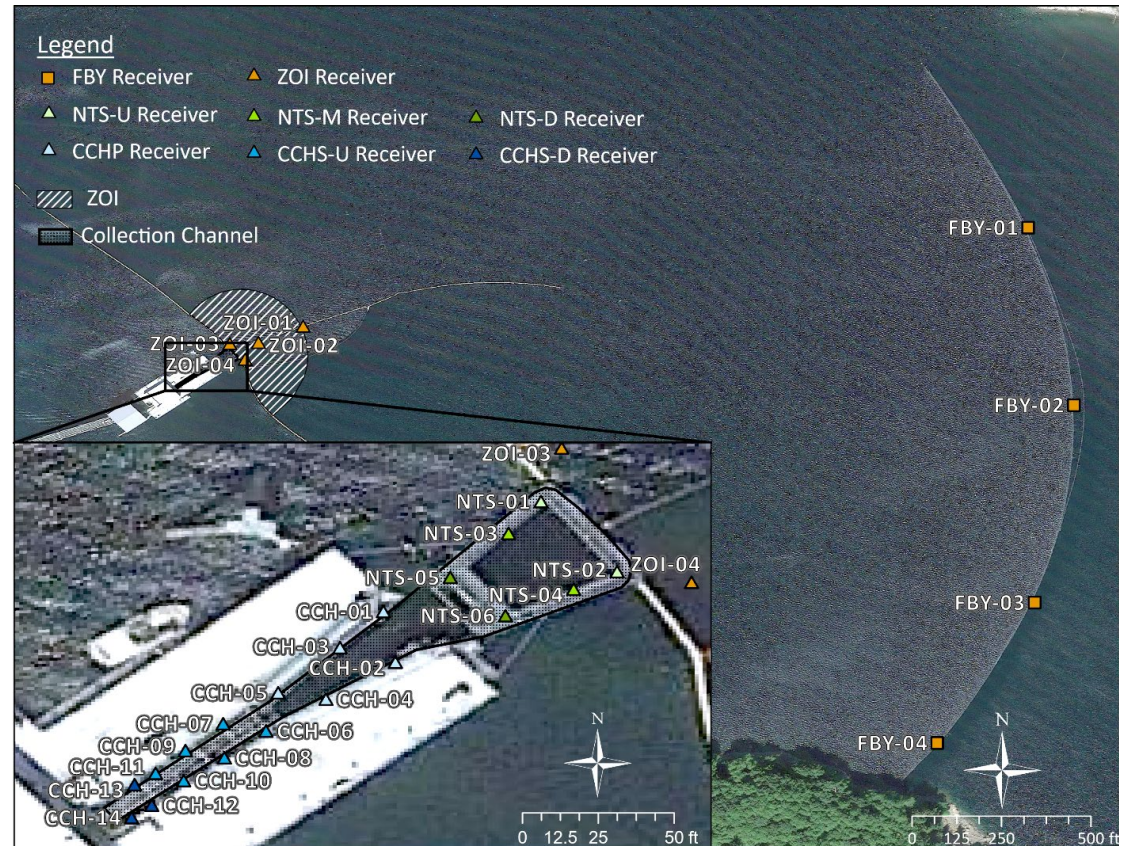 Legend
FBY Receiver ZOI Receiver
NTS-U Receiver NTS-M Receiver NTS-D Receiver
CCHP Receiver CCHS-U Receiver CCHS-D Receiver
ZOI
Collection Channel
FBY-01
ZOI-01
ZOI-03 ZOI-02
ZOI-04
FBY-02
ZOI-03
NTS-01
NTS-03
NTS-02 ZOI-04
NTS-05 NTS-04
CCH-01 NTS-06
FBY-03
CCH-03
CCH-02
CCH-05 CCH-04
CCH-07 CCH-06
CCH-09 CCH-08
CCH-11 CCH-10
CCH-13 CCH-12
CCH-14
N
0 12.5 25 50 ft
FBY-04
N
0 125 250 500 ft